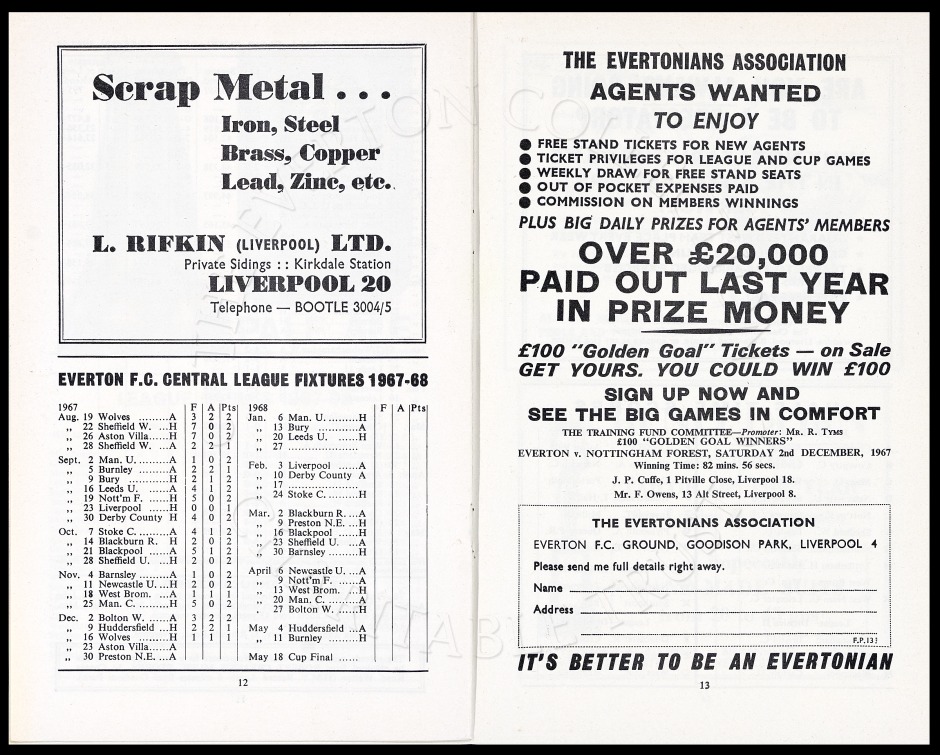 Scrap Metal . . .
Iron, Steel
Brass, Copper
Lead, Zinc, etc.
L. RIFKIN (LIVERPOOL) LTD.
Private Sidings : : Kirkdale Station
LIVERPOOL 20
Telephone — BOOTLE 3004/5
EVERTON F.C. CENTRAL LEAGUE FIXTURES 1967-68
1967 F A Pts
Aug. 19 Wolves .........A 3 2 2
,, 22 Sheffield W. ...H 7 0 2
,, 26 Aston Villa......H 7 0 2
,, 28 Sheffield W. ...A 2 2 1
Sept. 2 Man. U. .........A 1 0 2
,, 5 Burnley .........A 2 2 1
,, 9 Bury ............H 2 1 2
,, 16 Leeds U. .........A 4 1 2
,, 19 Nott'm F. ......H 5 0 2
,, 23 Liverpool ......H 0 0 1
,, 30 Derby County H 4 0 2
Oct. 7 Stoke C. .........A 4 1 2
,, 14 Blackburn R. H 2 0 2
,, 21 Blackpool ......A 5 1 2
,, 28 Sheffield U. ...H 2 0 2
Nov. 4 Barnsley .........A 1 0 2
,, 11 Newcastle U. ...H 2 0 2
,, 18 West Brom. ...A 1 1 1
,, 25 Man. C. .........H 5 0 2
Dec. 2 Bolton W. ......A 3 2 2
,, 9 Huddersfield ...H 2 2 1
,, 16 Wolves .........H 1 1 1
,, 23 Aston Villa......A
,, 30 Preston N.E. ...A
1968 F A Pts
Jan. 6 Man. U. .........H
,, 13 Bury ............A
,, 20 Leeds U. .........H
,, 27 ..................
Feb. 3 Liverpool ......A
,, 10 Derby County A
,, 17 ..................
,, 24 Stoke C. .........H
Mar. 2 Blackburn R. ...A
,, 9 Preston N.E. ...H
,, 16 Blackpool ......H
,, 23 Sheffield U. ...A
,, 30 Barnsley .........H
April 6 Newcastle U. ...A
,, 9 Nott'm F. ......A
,, 13 West Brom. ...H
,, 20 Man. C. .........A
,, 27 Bolton W. ......H
May 4 Huddersfield ...A
,, 11 Burnley .........H
May 18 Cup Final ......
12
THE EVERTONIANS ASSOCIATION
AGENTS WANTED
TO ENJOY
● FREE STAND TICKETS FOR NEW AGENTS
● TICKET PRIVILEGES FOR LEAGUE AND CUP GAMES
● WEEKLY DRAW FOR FREE STAND SEATS
● OUT OF POCKET EXPENSES PAID
● COMMISSION ON MEMBERS WINNINGS
PLUS BIG DAILY PRIZES FOR AGENTS' MEMBERS
OVER £20,000
PAID OUT LAST YEAR
IN PRIZE MONEY
£100 "Golden Goal" Tickets — on Sale
GET YOURS. YOU COULD WIN £100
SIGN UP NOW AND
SEE THE BIG GAMES IN COMFORT
THE TRAINING FUND COMMITTEE—Promoter: Mr. R. Tyms
£100 "GOLDEN GOAL WINNERS"
EVERTON v. NOTTINGHAM FOREST, SATURDAY 2nd DECEMBER, 1967
Winning Time: 82 mins. 56 secs.
J. P. Cuffe, 1 Pitville Close, Liverpool 18.
Mr. F. Owens, 13 Alt Street, Liverpool 8.
THE EVERTONIANS ASSOCIATION
EVERTON F.C. GROUND, GOODISON PARK, LIVERPOOL 4
Please send me full details right away.
Name
Address
F.P.13
IT'S BETTER TO BE AN EVERTONIAN
13